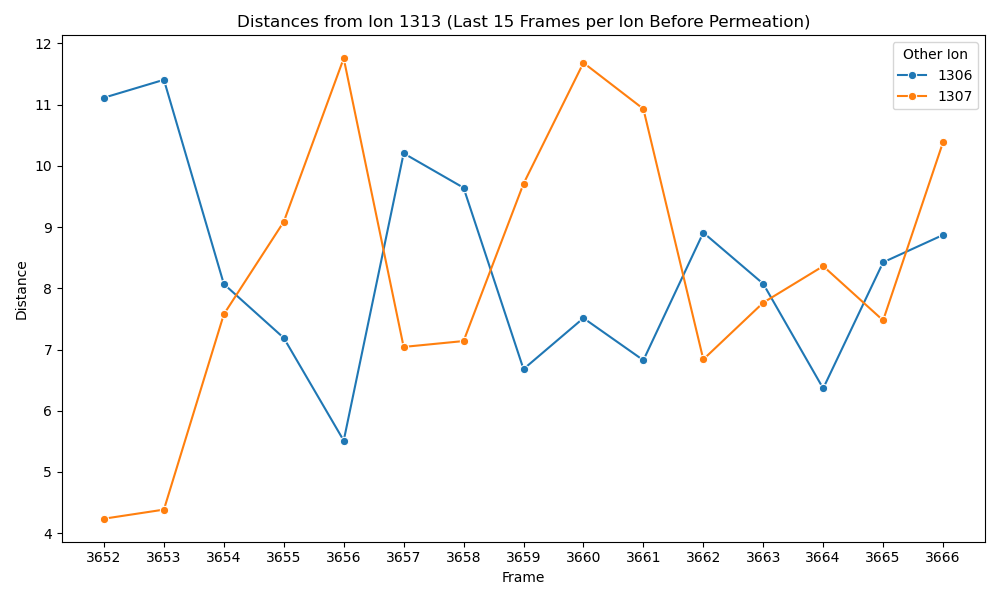 Distances from Ion 1313 (Last 15 Frames per Ion Before Permeation)
Other Ion
1306
1307
12
11
10
9
8
7
6
5
4
Distance
3652 3653 3654 3655 3656 3657 3658 3659 3660 3661 3662 3663 3664 3665 3666
Frame